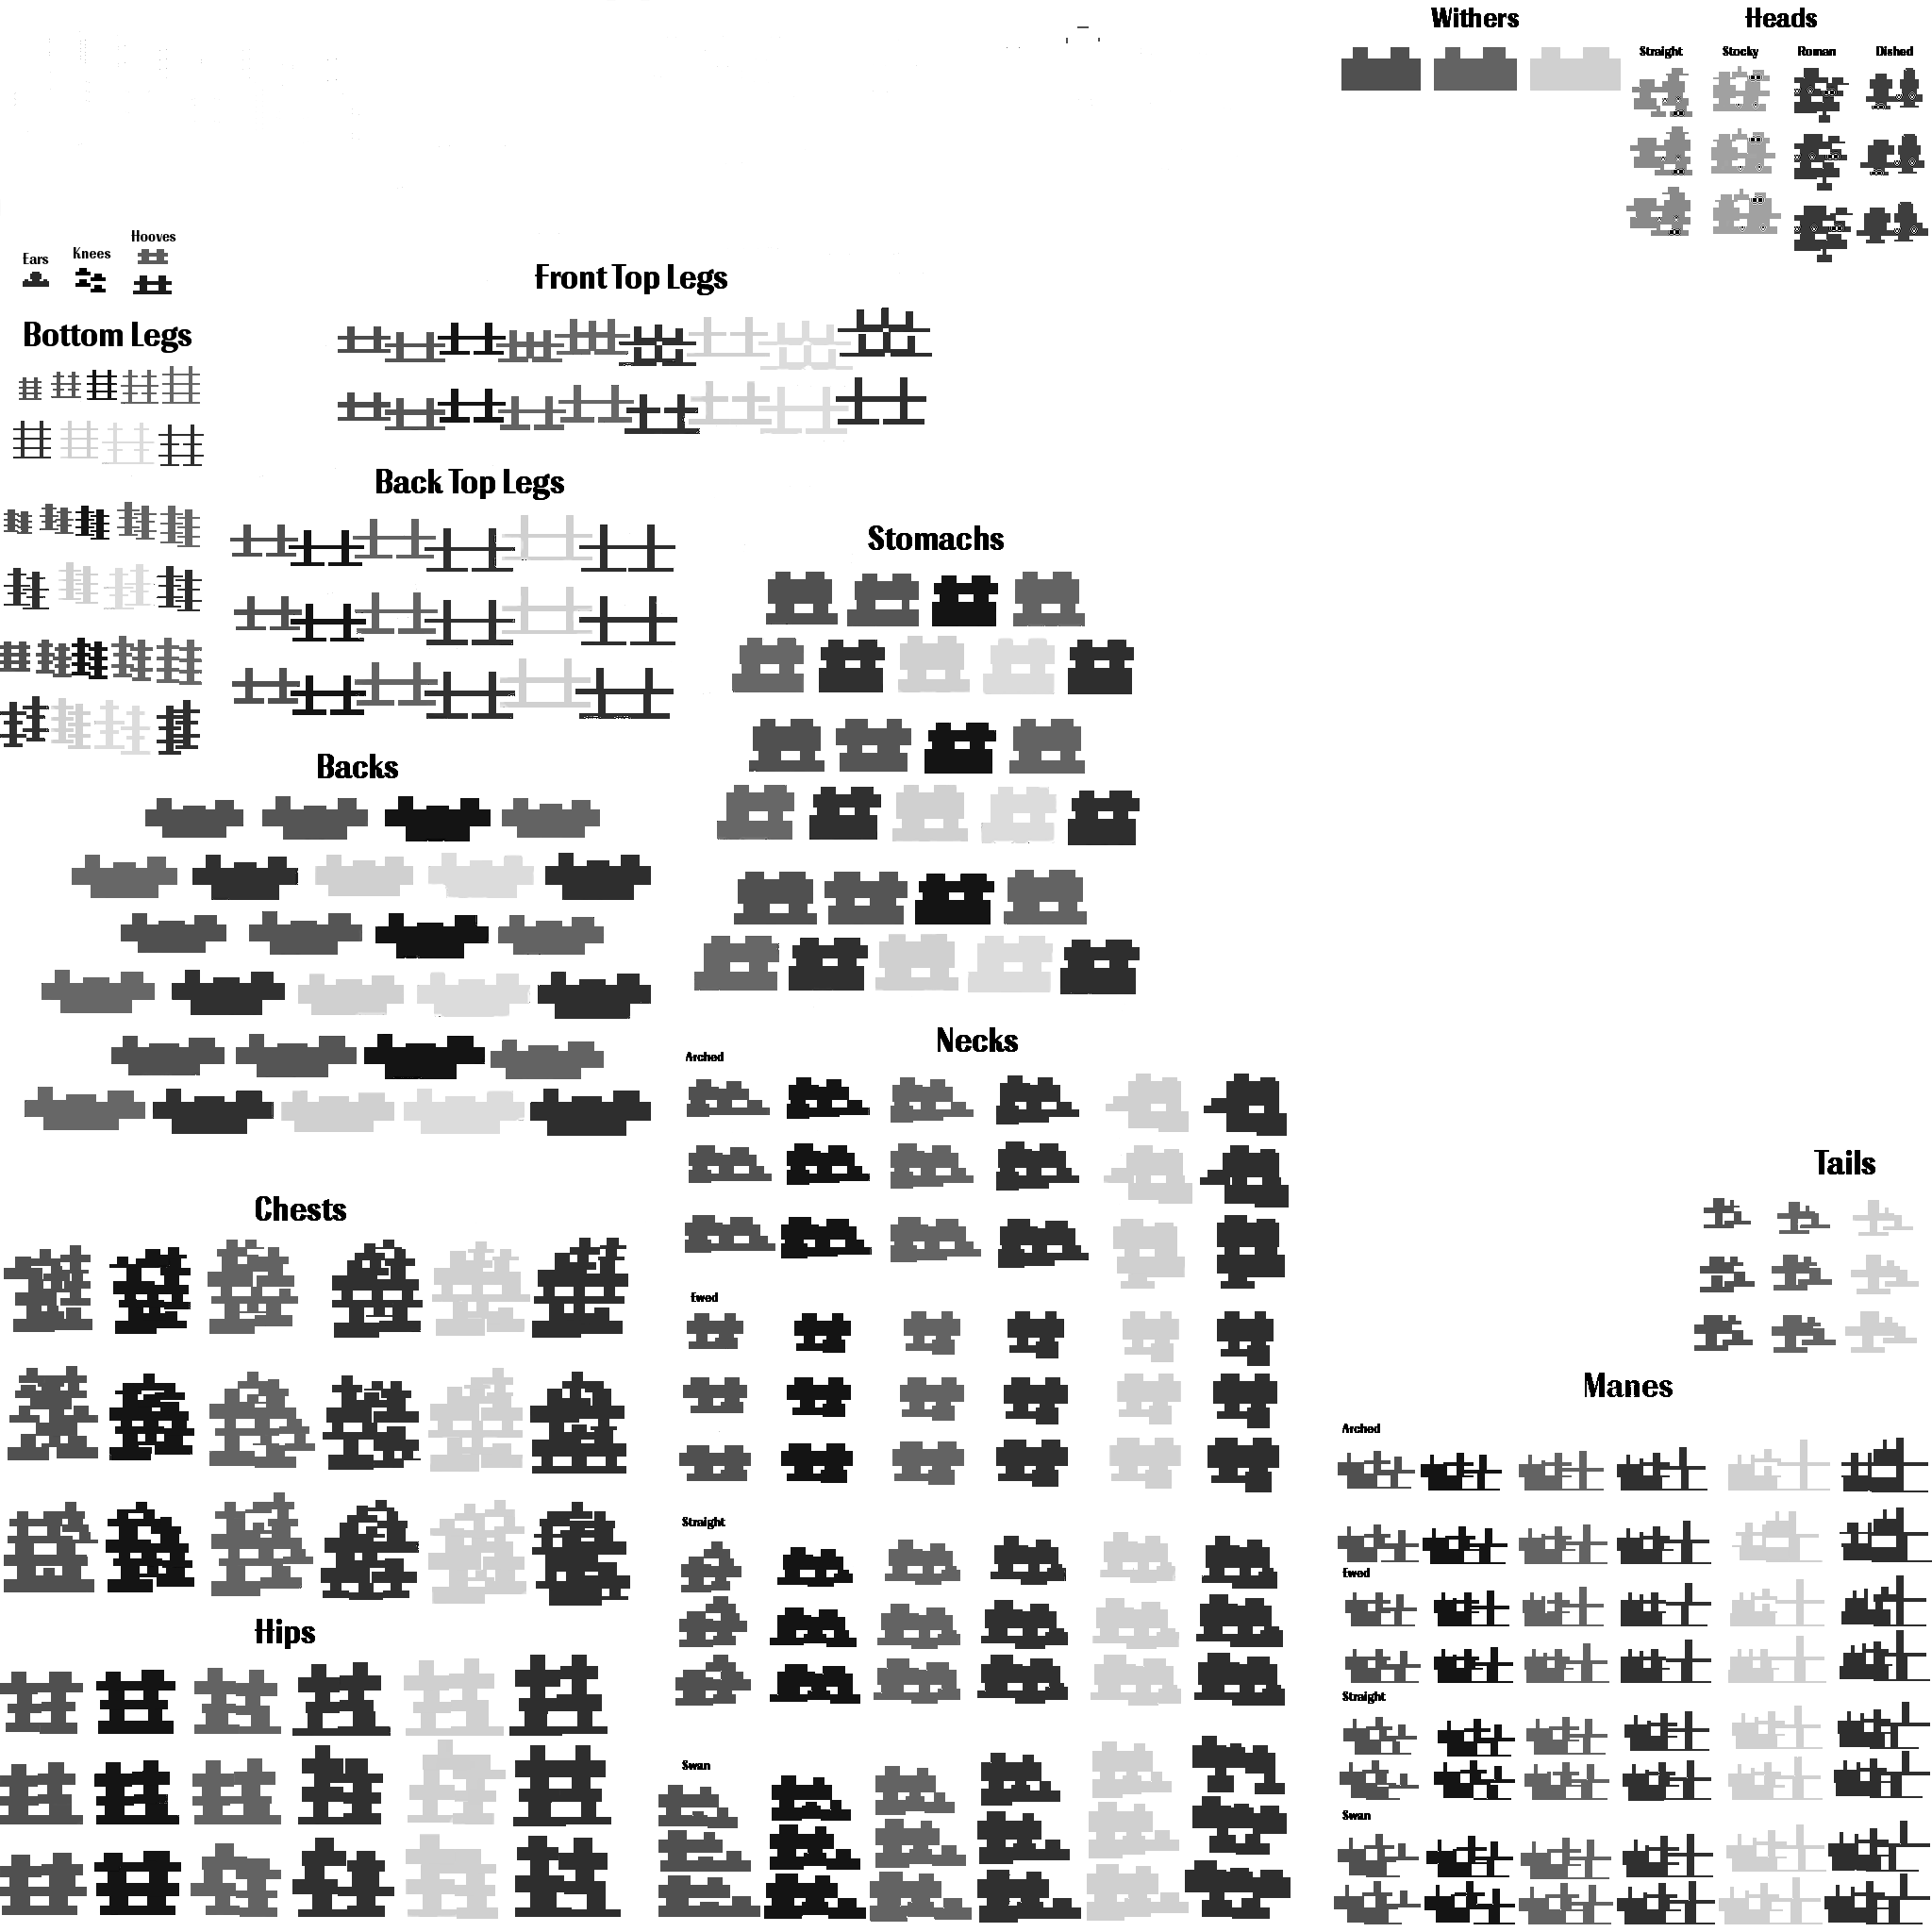 Withers
Heads
Straight
Stocky
Roman
Dished
Hooves
Ears
Knees
Front Top Legs
Bottom Legs
Back Top Legs
Stomachs
Backs
Necks
Arched
Tails
Chests
Ewed
Manes
Arched
Straight
Ewed
Hips
Straight
Swan
Swan